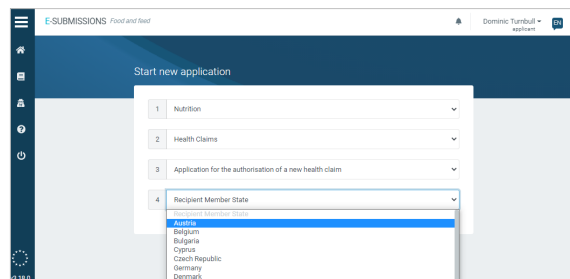 E-SUBMISSIONS Food and feed
Dominic Turnbull
applicant
EN
Start new application
1 Nutrition
2 Health Claims
3 Application for the authorisation of a new health claim
4 Recipient Member State
Recipient Member State
Austria
Belgium
Bulgaria
Cyprus
Czech Republic
Germany
Denmark